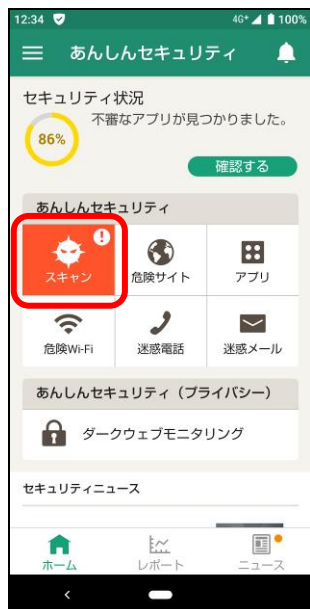 12:34 4G+ 100%
あんしんセキュリティ
セキュリティ状況
不審なアプリが見つかりました。
86%
確認する
あんしんセキュリティ
スキャン 危険サイト アプリ
危険Wi-Fi 迷惑電話 迷惑メール
あんしんセキュリティ（プライバシー）
ダークウェブモニタリング
セキュリティニュース
ホーム レポート ニュース